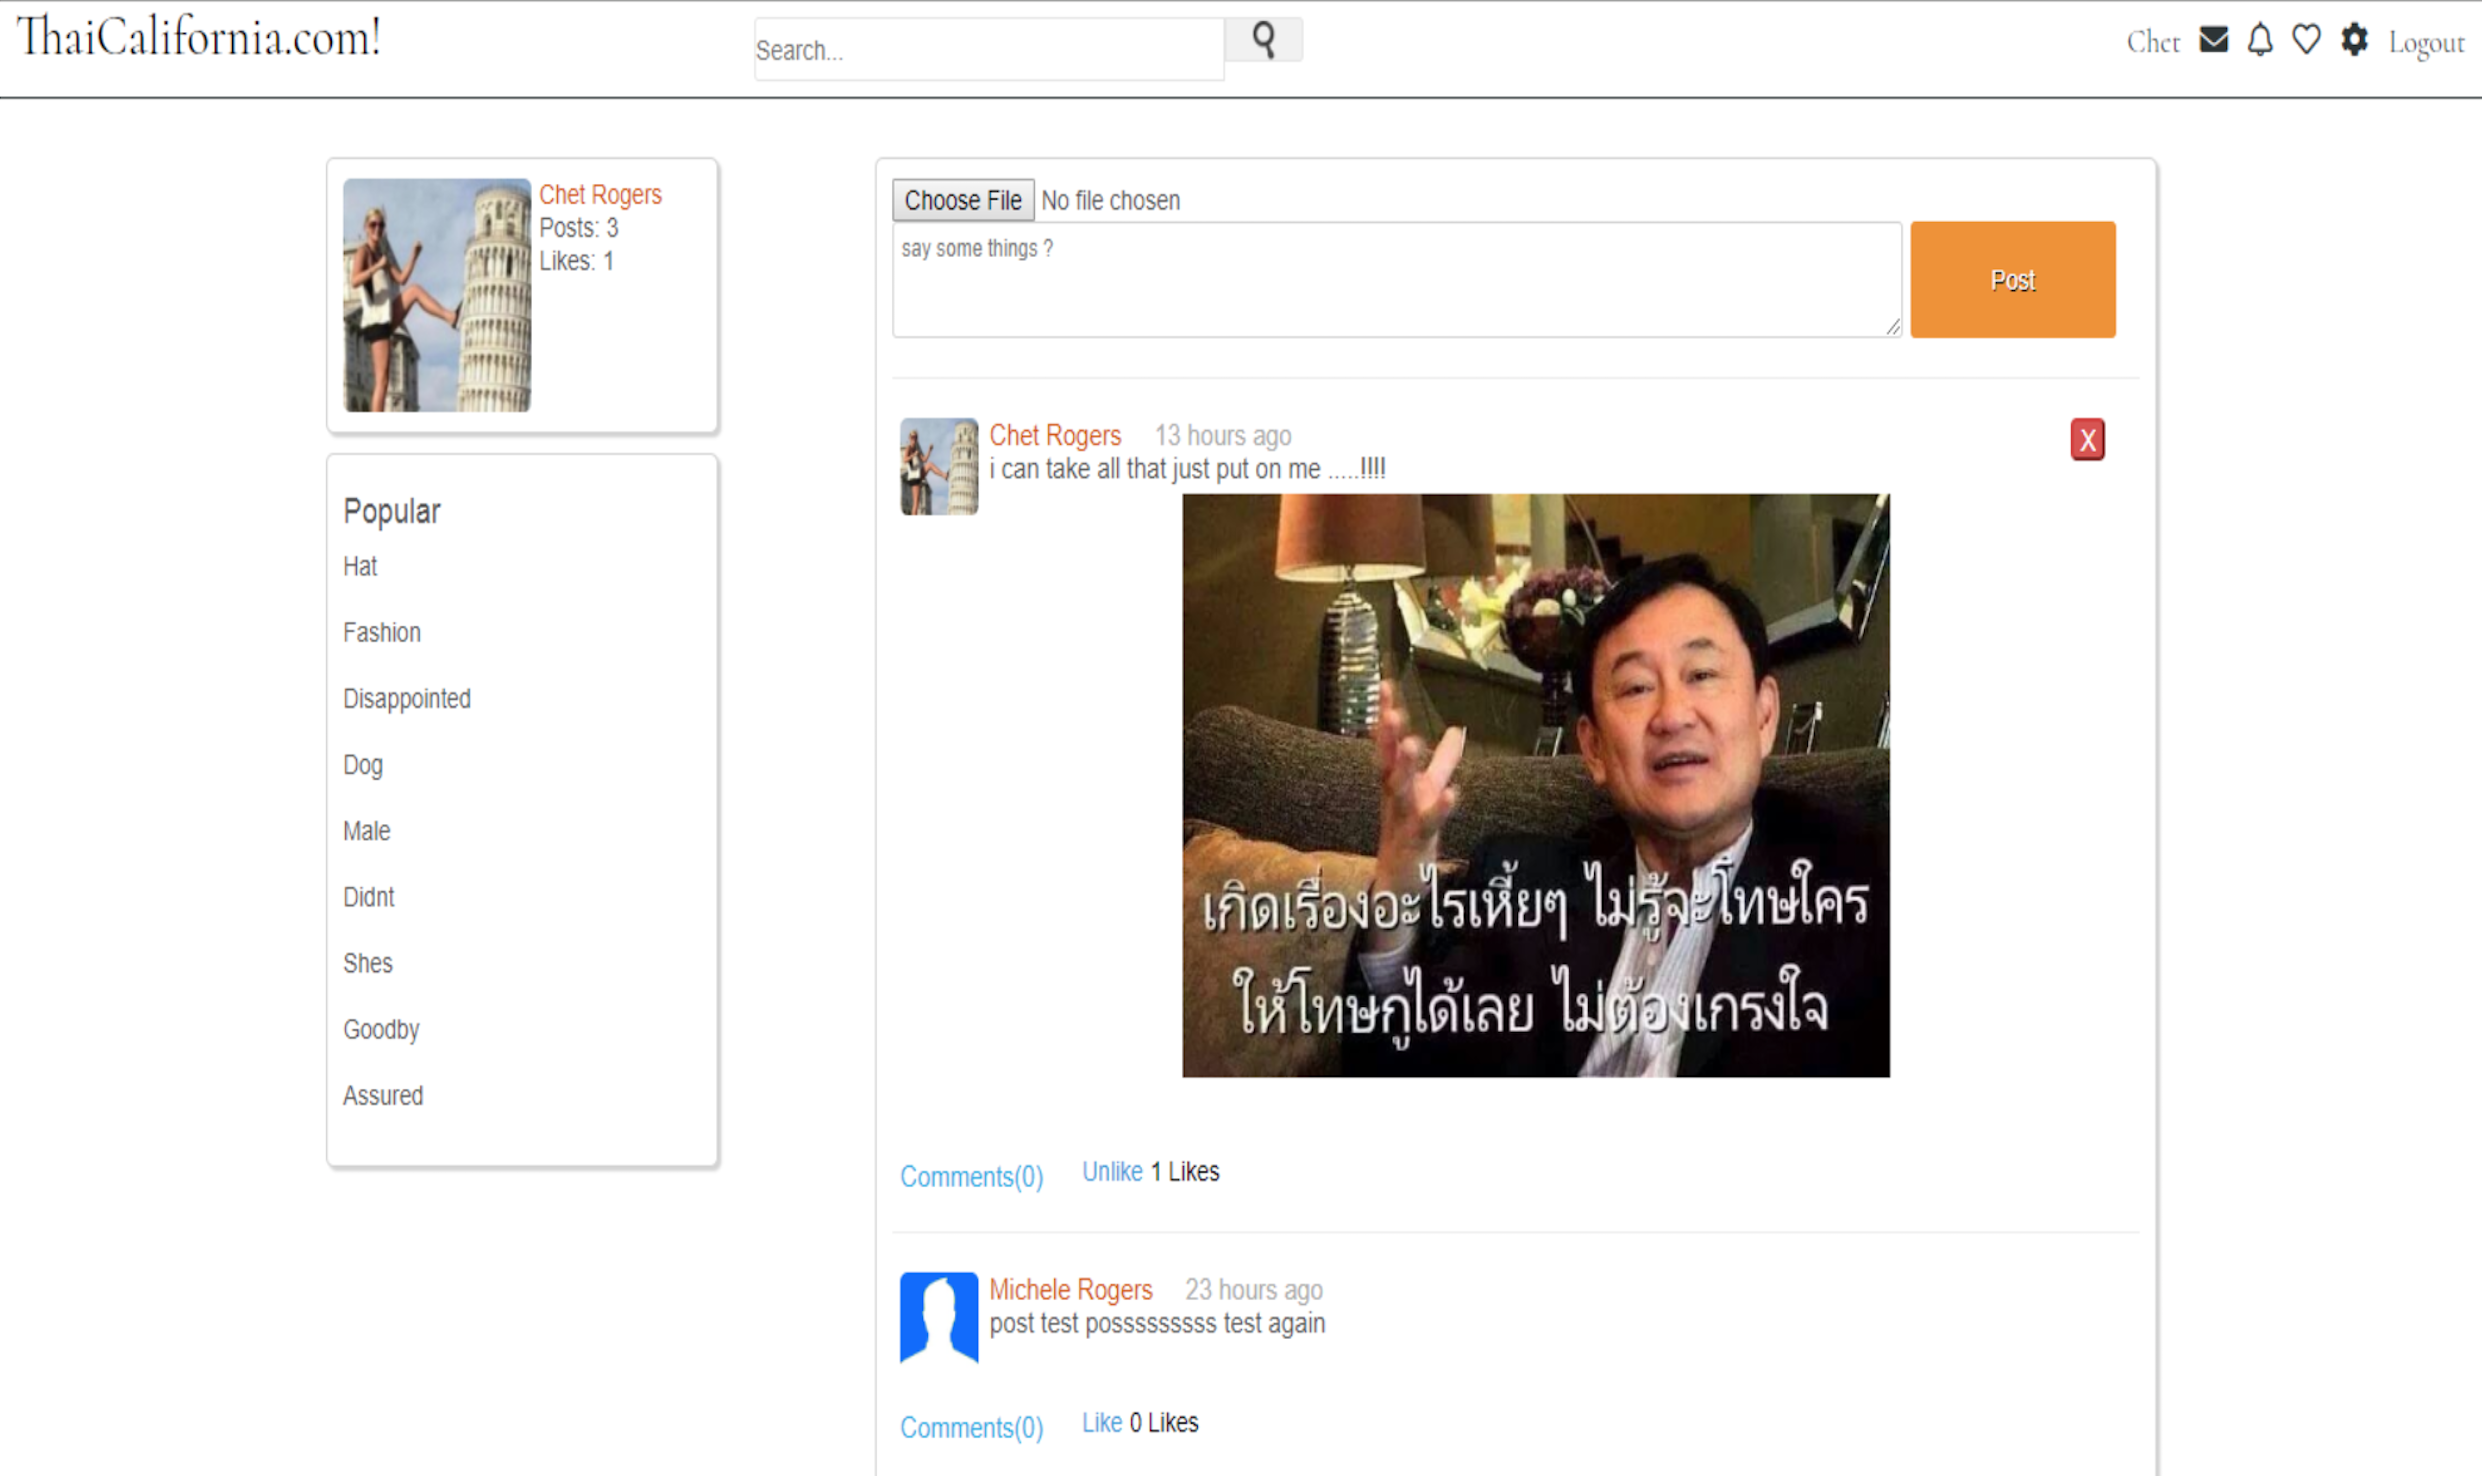 ThaiCalifornia.com!
Search...
Chet
Logout
Chet Rogers
Posts: 3
Likes: 1
Popular
Hat
Fashion
Disappointed
Dog
Male
Didnt
Shes
Goodby
Assured
Choose File No file chosen
say some things ?
Post
Chet Rogers 13 hours ago
X
i can take all that just put on me .....!!!!
เกิดเรื่องอะไรเหี้ยๆ ไม่รู้จะโทษใคร
ให้โทษกูได้เลย ไม่ต้องเกรงใจ
Comments(0) Unlike 1 Likes
Michele Rogers 23 hours ago
post test posssssssss test again
Comments(0) Like 0 Likes